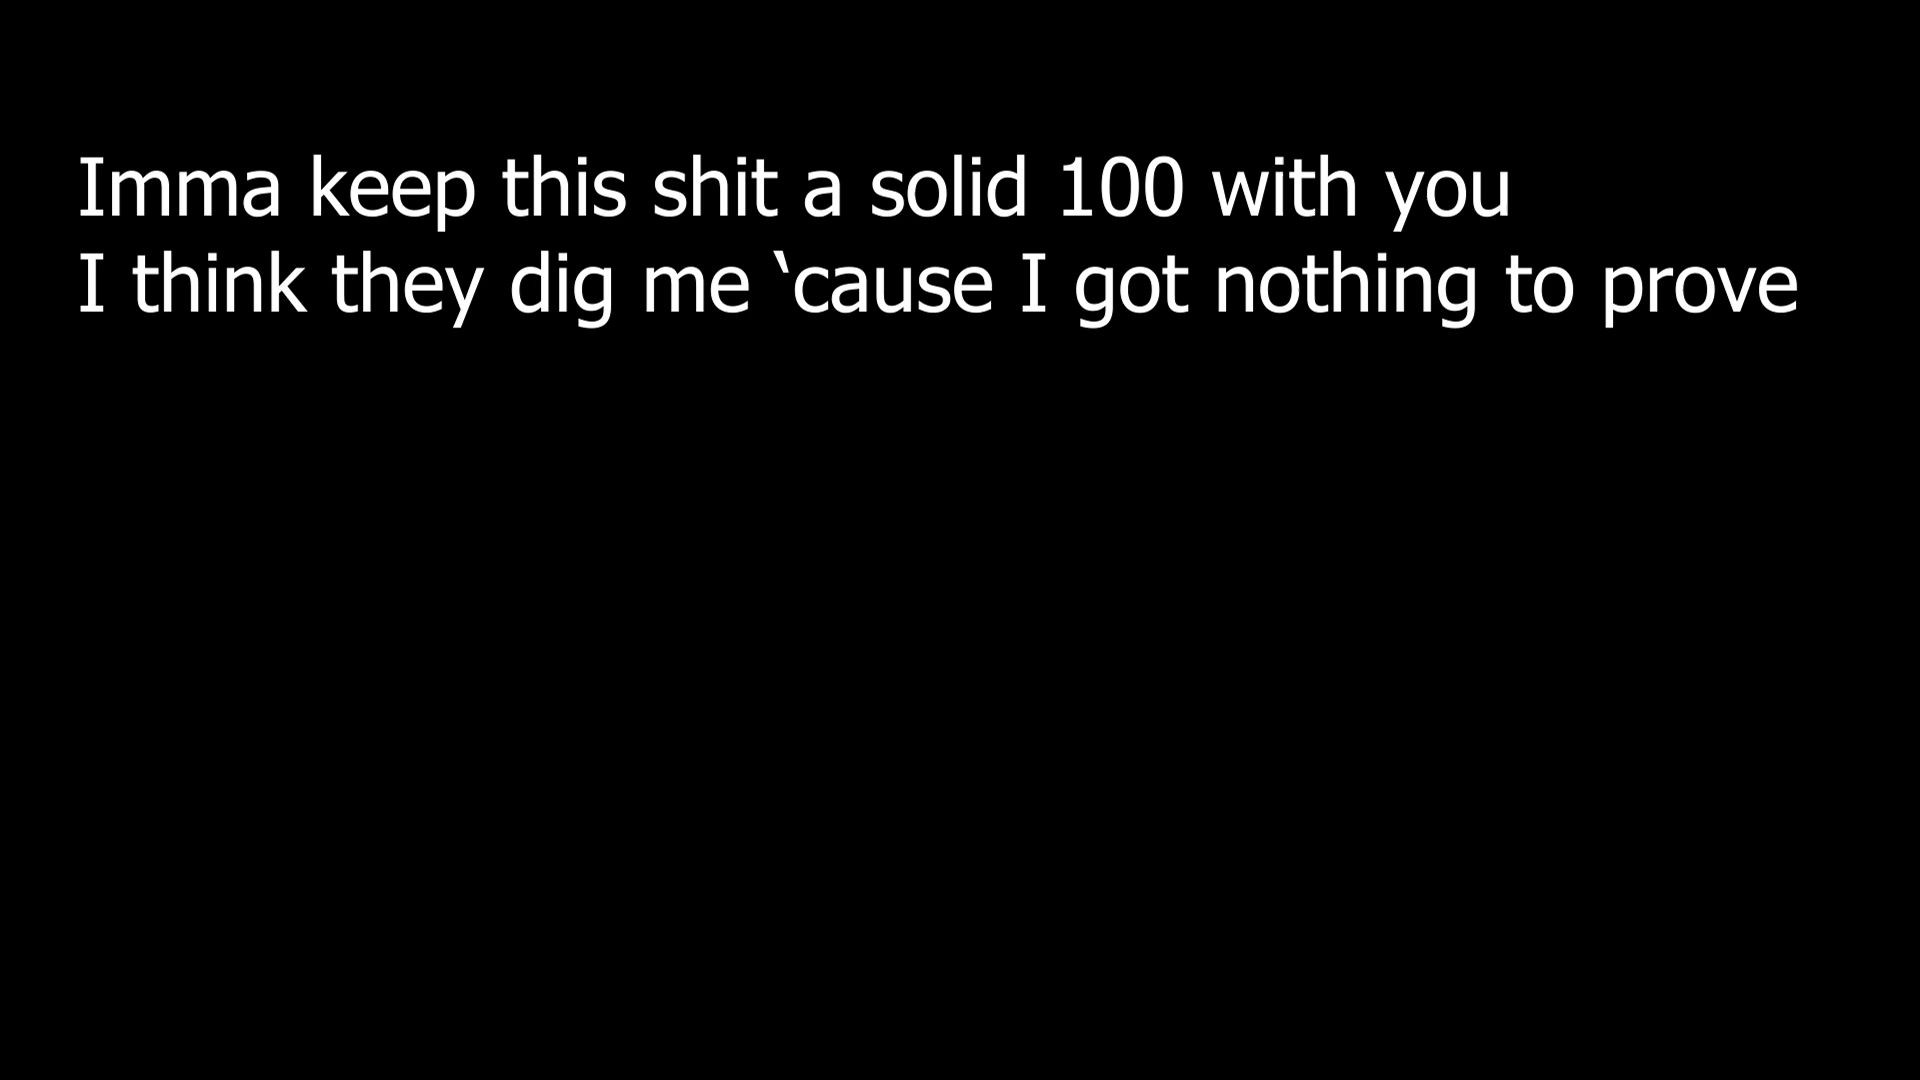 Imma keep this shit a solid 100 with you
I think they dig me ‘cause I got nothing to prove